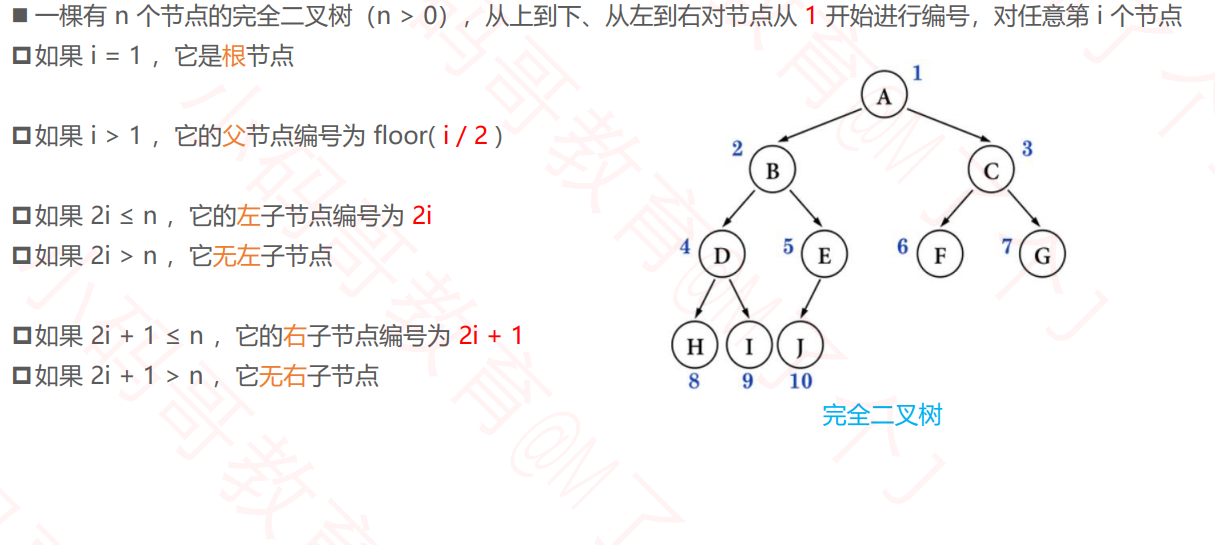 一棵有 n 个节点的完全二叉树（n > 0），从上到下、从左到右对节点从 1 开始进行编号，对任意第 i 个节点
如果 i = 1 ，它是根节点
如果 i > 1 ，它的父节点编号为 floor( i / 2 )
如果 2i ≤ n ，它的左子节点编号为 2i
如果 2i > n ，它无左子节点
如果 2i + 1 ≤ n ，它的右子节点编号为 2i + 1
如果 2i + 1 > n ，它无右子节点
1
A
2
3
B
C
4
5
6
7
D
E
F
G
H
I
J
8
9
10
完全二叉树
小码哥教育@M了个J